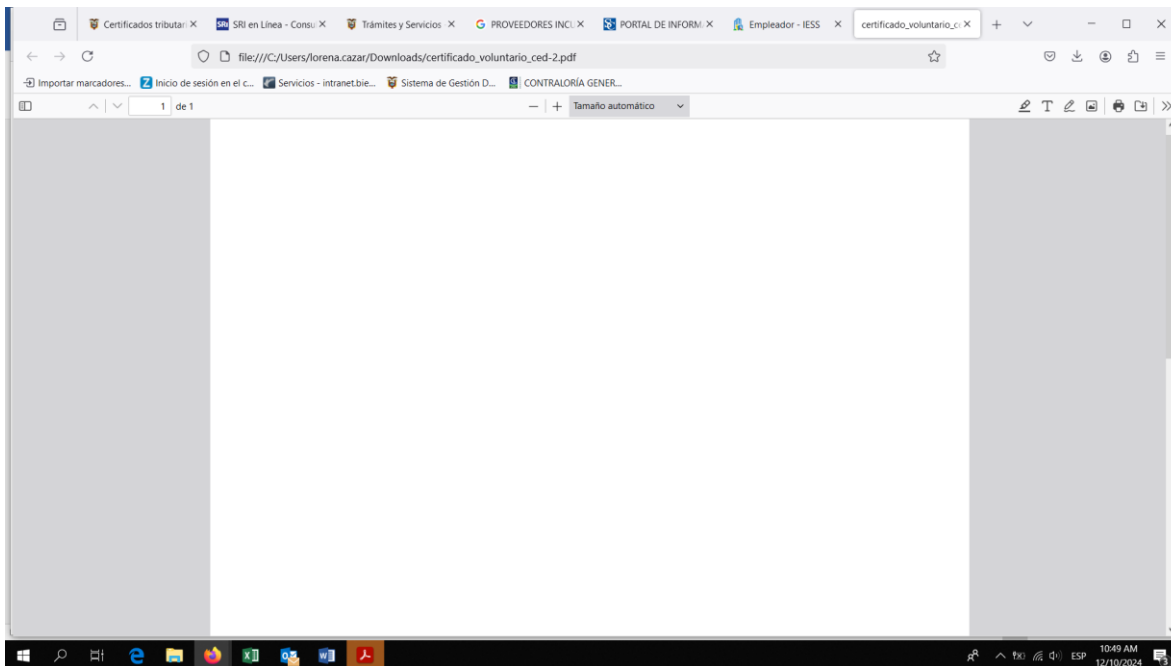 Certificados tributari
SRI SRI en Línea - Consu
Trámites y Servicios
PROVEEDORES INCL
PORTAL DE INFORM
Empleador - IESS
certificado_voluntario_c
file:///C:/Users/lorena.cazar/Downloads/certificado_voluntario_ced-2.pdf
Importar marcadores...
Inicio de sesión en el c...
Servicios - intranet.bie...
Sistema de Gestión D...
CONTRALORÍA GENER...
1 de 1
Tamaño automático
ESP
10:49 AM
12/10/2024